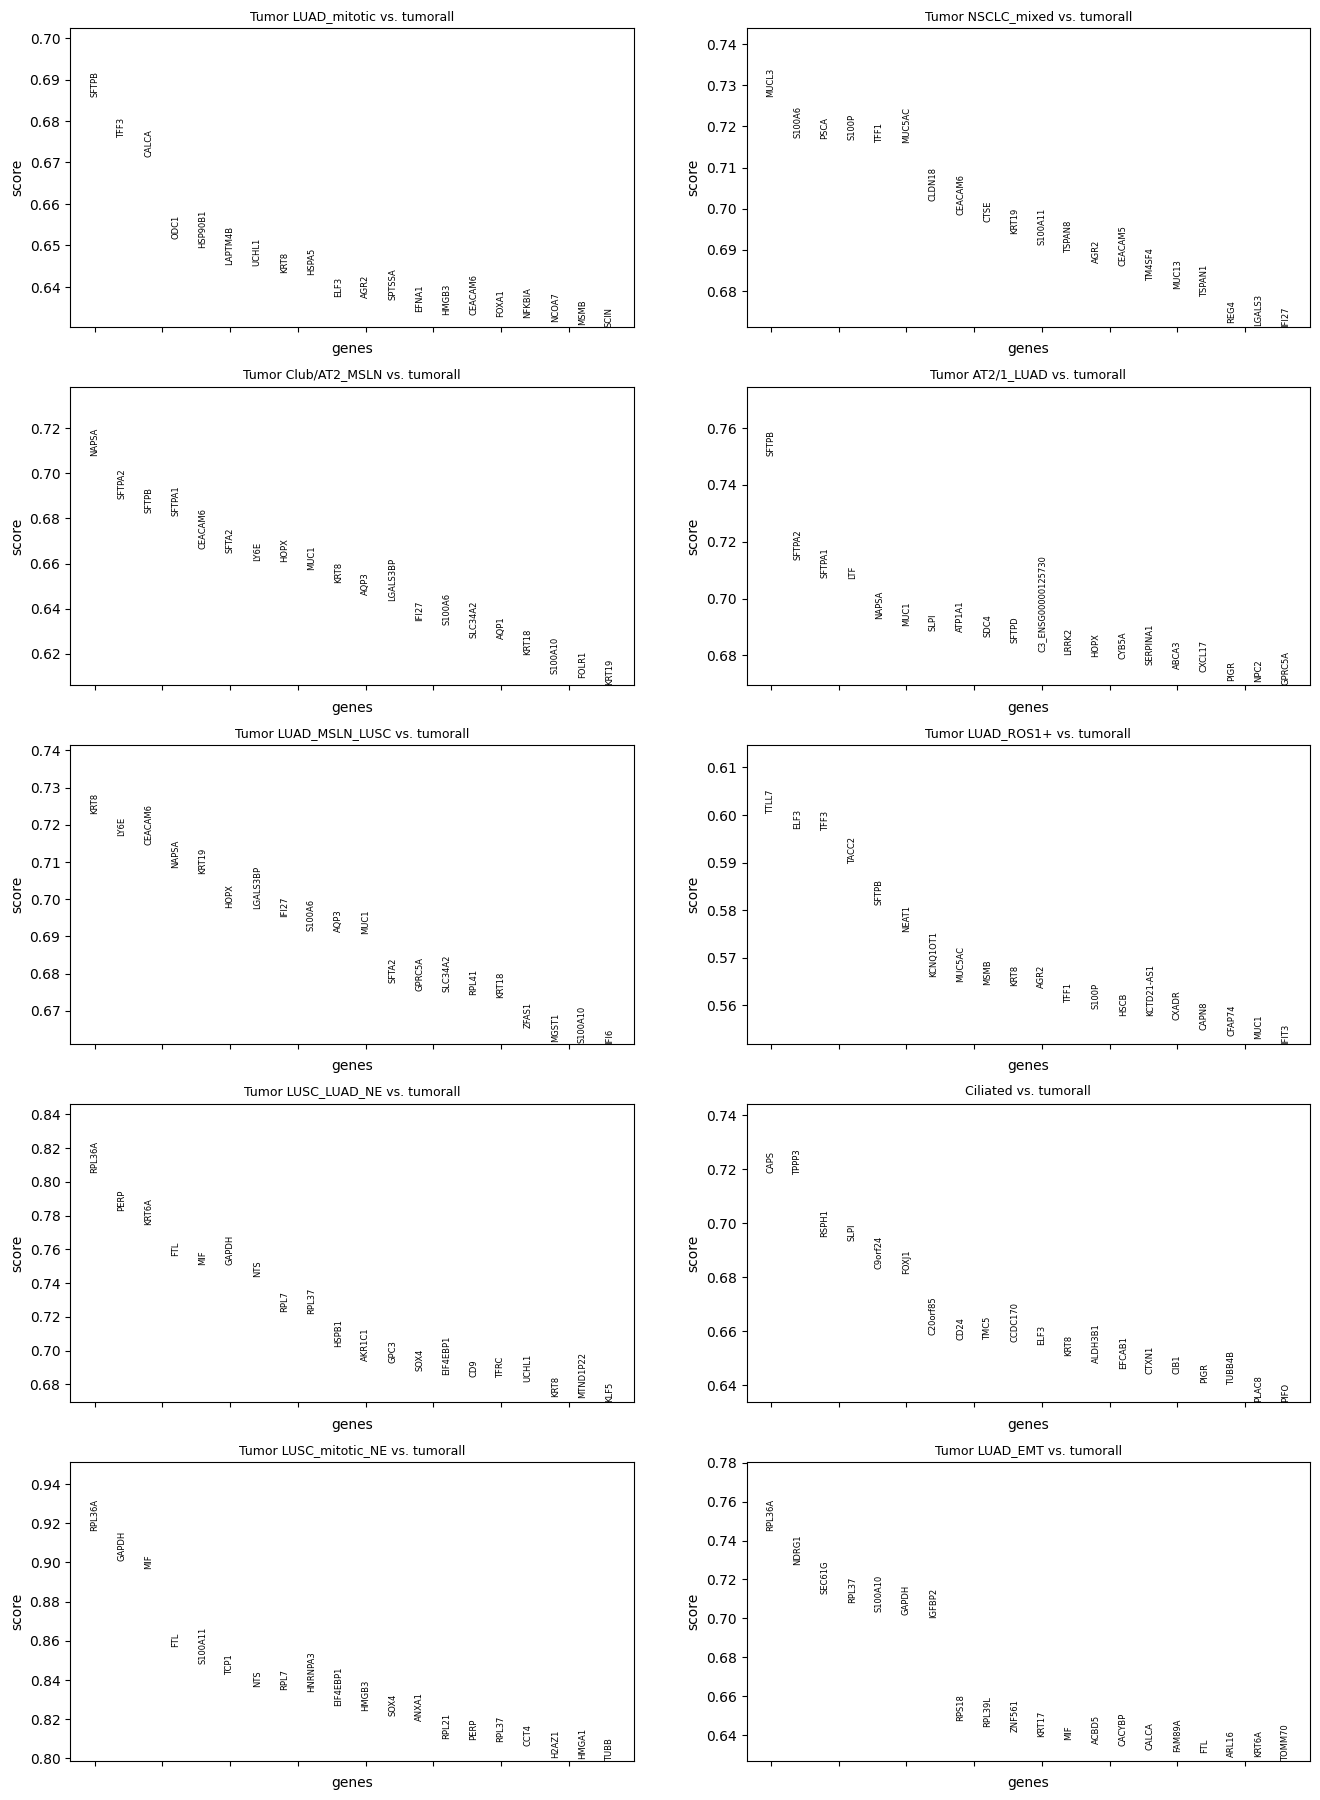 Tumor LUAD_mitotic vs. tumorall
0.70
0.69
0.68
0.67
0.66
0.65
0.64
score
SFTPB
TFF3
CALCA
ODC1
HSP90B1
LAPTM4B
UCHL1
KRT8
HSPA5
ELF3
AGR2
SPTSSA
EFNA1
HMGB3
CEACAM6
FOXA1
NFKBIA
NCOA7
MSMB
SCIN
genes
Tumor NSCLC_mixed vs. tumorall
0.74
0.73
0.72
0.71
0.70
0.69
0.68
score
MUCL3
S100A6
PSCA
S100P
TFF1
MUC5AC
CLDN18
CEACAM6
CTSE
KRT19
S100A11
TSPAN8
AGR2
CEACAM5
TM4SF4
MUC13
TSPAN1
REG4
LGALS3
IFI27
genes
Tumor Club/AT2_MSLN vs. tumorall
0.72
0.70
0.68
0.66
0.64
0.62
score
NAPSA
SFTPA2
SFTPB
SFTPA1
CEACAM6
SFTA2
LY6E
HOPX
MUC1
KRT8
AQP3
LGALS3BP
IFI27
S100A6
SLC34A2
AQP1
KRT18
S100A10
FOLR1
KRT19
genes
Tumor AT2/1_LUAD vs. tumorall
0.76
0.74
0.72
0.70
0.68
score
SFTPB
SFTPA2
SFTPA1
LTF
NAPSA
MUC1
SLPI
ATP1A1
SDC4
SFTPD
C3_ENSG00000125730
LRRK2
HOPX
CYB5A
SERPINA1
ABCA3
CXCL17
PIGR
NPC2
GPRC5A
genes
Tumor LUAD_MSLN_LUSC vs. tumorall
0.74
0.73
0.72
0.71
0.70
0.69
0.68
0.67
score
KRT8
LY6E
CEACAM6
NAPSA
KRT19
HOPX
LGALS3BP
IFI27
S100A6
AQP3
MUC1
SFTA2
GPRC5A
SLC34A2
RPL41
KRT18
ZFAS1
MGST1
S100A10
IFI6
genes
Tumor LUAD_ROS1+ vs. tumorall
0.61
0.60
0.59
0.58
0.57
0.56
score
TTLL7
ELF3
TFF3
TACC2
SFTPB
NEAT1
KCNQ1OT1
MUC5AC
MSMB
KRT8
AGR2
TFF1
S100P
HSCB
KCTD21-AS1
CXADR
CAPN8
CFAP74
MUC1
IFIT3
genes
Tumor LUSC_LUAD_NE vs. tumorall
0.84
0.82
0.80
0.78
0.76
0.74
0.72
0.70
0.68
score
RPL36A
PERP
KRT6A
FTL
MIF
GAPDH
NTS
RPL7
RPL37
HSPB1
AKR1C1
GPC3
SOX4
EIF4EBP1
CD9
TFRC
UCHL1
KRT8
MTND1P22
KLF5
genes
Ciliated vs. tumorall
0.74
0.72
0.70
0.68
0.66
0.64
score
CAPS
TPPP3
RSPH1
SLPI
C9orf24
FOXJ1
C20orf85
CD24
TMC5
CCDC170
ELF3
KRT8
ALDH3B1
EFCAB1
CTXN1
CIB1
PIGR
TUBB4B
PLAC8
PIFO
genes
Tumor LUSC_mitotic_NE vs. tumorall
0.94
0.92
0.90
0.88
0.86
0.84
0.82
0.80
score
RPL36A
GAPDH
MIF
FTL
S100A11
TCP1
NTS
RPL7
HNRNPA3
EIF4EBP1
HMGB3
SOX4
ANXA1
RPL21
PERP
RPL37
CCT4
H2AZ1
HMGA1
TUBB
genes
Tumor LUAD_EMT vs. tumorall
0.78
0.76
0.74
0.72
0.70
0.68
0.66
0.64
score
RPL36A
NDRG1
SEC61G
RPL37
S100A10
GAPDH
IGFBP2
RPS18
RPL39L
ZNF561
KRT17
MIF
ACBD5
CACYBP
CALCA
FAM89A
FTL
ARL16
KRT6A
TOMM70
genes